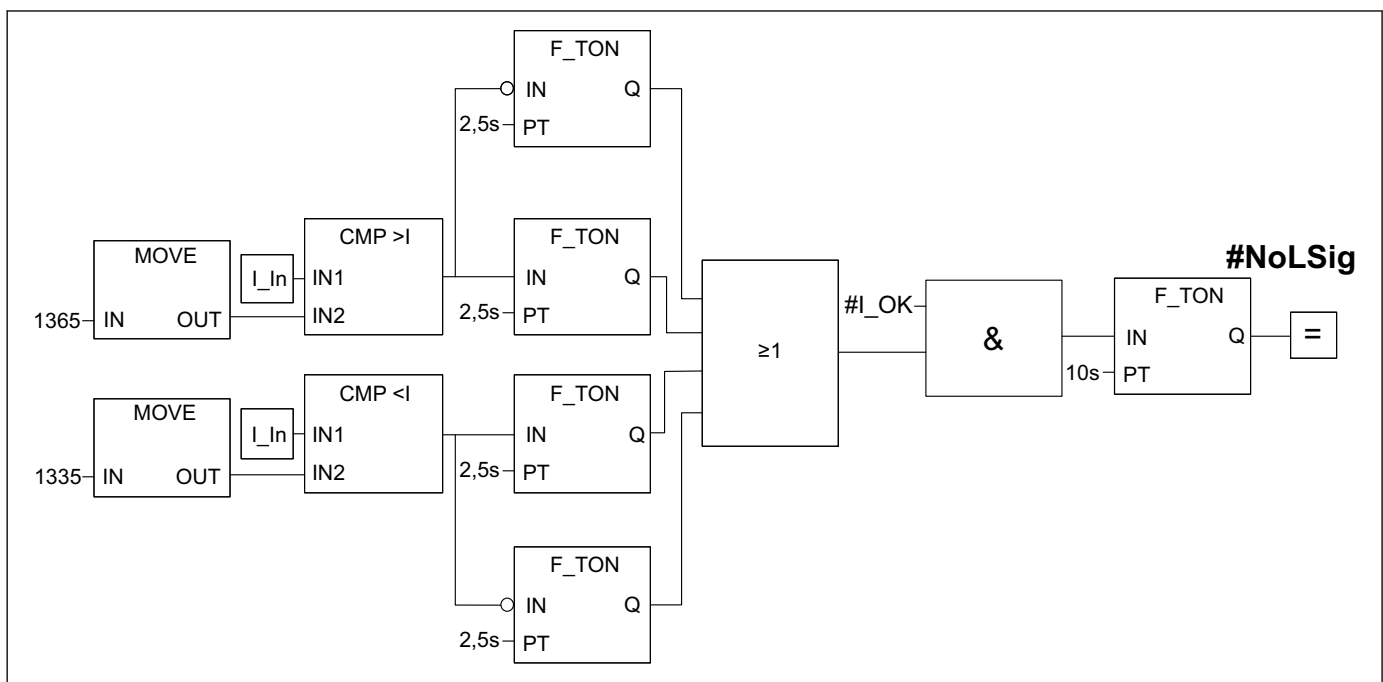 F_TON
IN Q
2,5s PT
MOVE
1365 IN OUT
I_In
CMP >I
IN1
IN2
F_TON
IN Q
2,5s PT
MOVE
1335 IN OUT
I_In
CMP <I
IN1
IN2
F_TON
IN Q
2,5s PT
F_TON
IN Q
2,5s PT
≥1
#I_OK
&
#NoLSig
F_TON
IN Q
10s PT
=